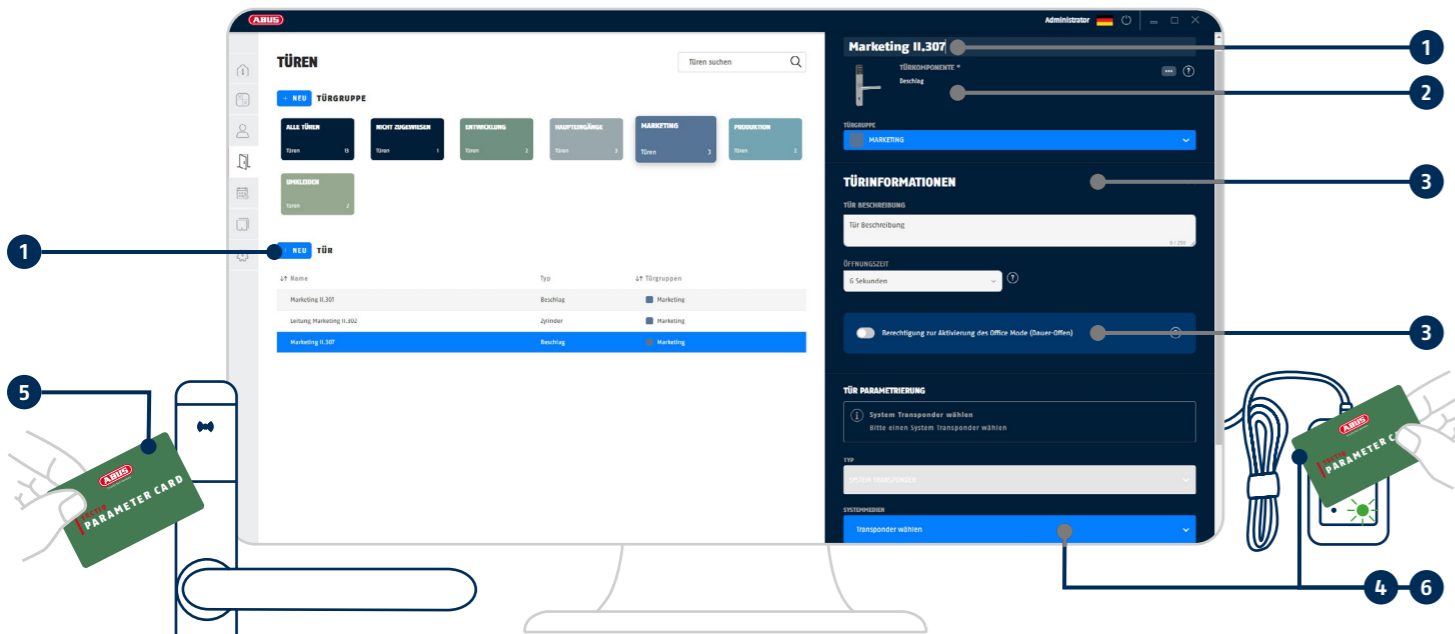 ABUS
Administrator
TÜREN
Türen suchen
+ NEU TÜRGRUPPE
ALLE TÜREN
Türen 13
NICHT ZUGEWIESEN
Türen 1
ENTWICKLUNG
Türen 2
HAUPTEINGÄNGE
Türen 3
MARKETING
Türen 3
PRODUKTION
Türen 2
UMKLEIDEN
Türen 2
1
+ NEU TÜR
Name Typ Türgruppen
Marketing II.301 Beschlag Marketing
Leitung Marketing II.302 Zylinder Marketing
Marketing II.307 Beschlag Marketing
Marketing II.307
1
TÜRKOMPONENTE *
Beschlag
2
TÜRGRUPPE
MARKETING
TÜRINFORMATIONEN
3
TÜR BESCHREIBUNG
Tür Beschreibung
0 / 250
ÖFFNUNGSZEIT
6 Sekunden
Berechtigung zur Aktivierung des Office Mode (Dauer-Offen)
3
TÜR PARAMETRIERUNG
System Transponder wählen
Bitte einen System Transponder wählen
TYP
SYSTEM TRANSPONDER
SYSTEMMEDIEN
Transponder wählen
4
6
5
ABUS
PARAMETER CARD
ABUS
PARAMETER C